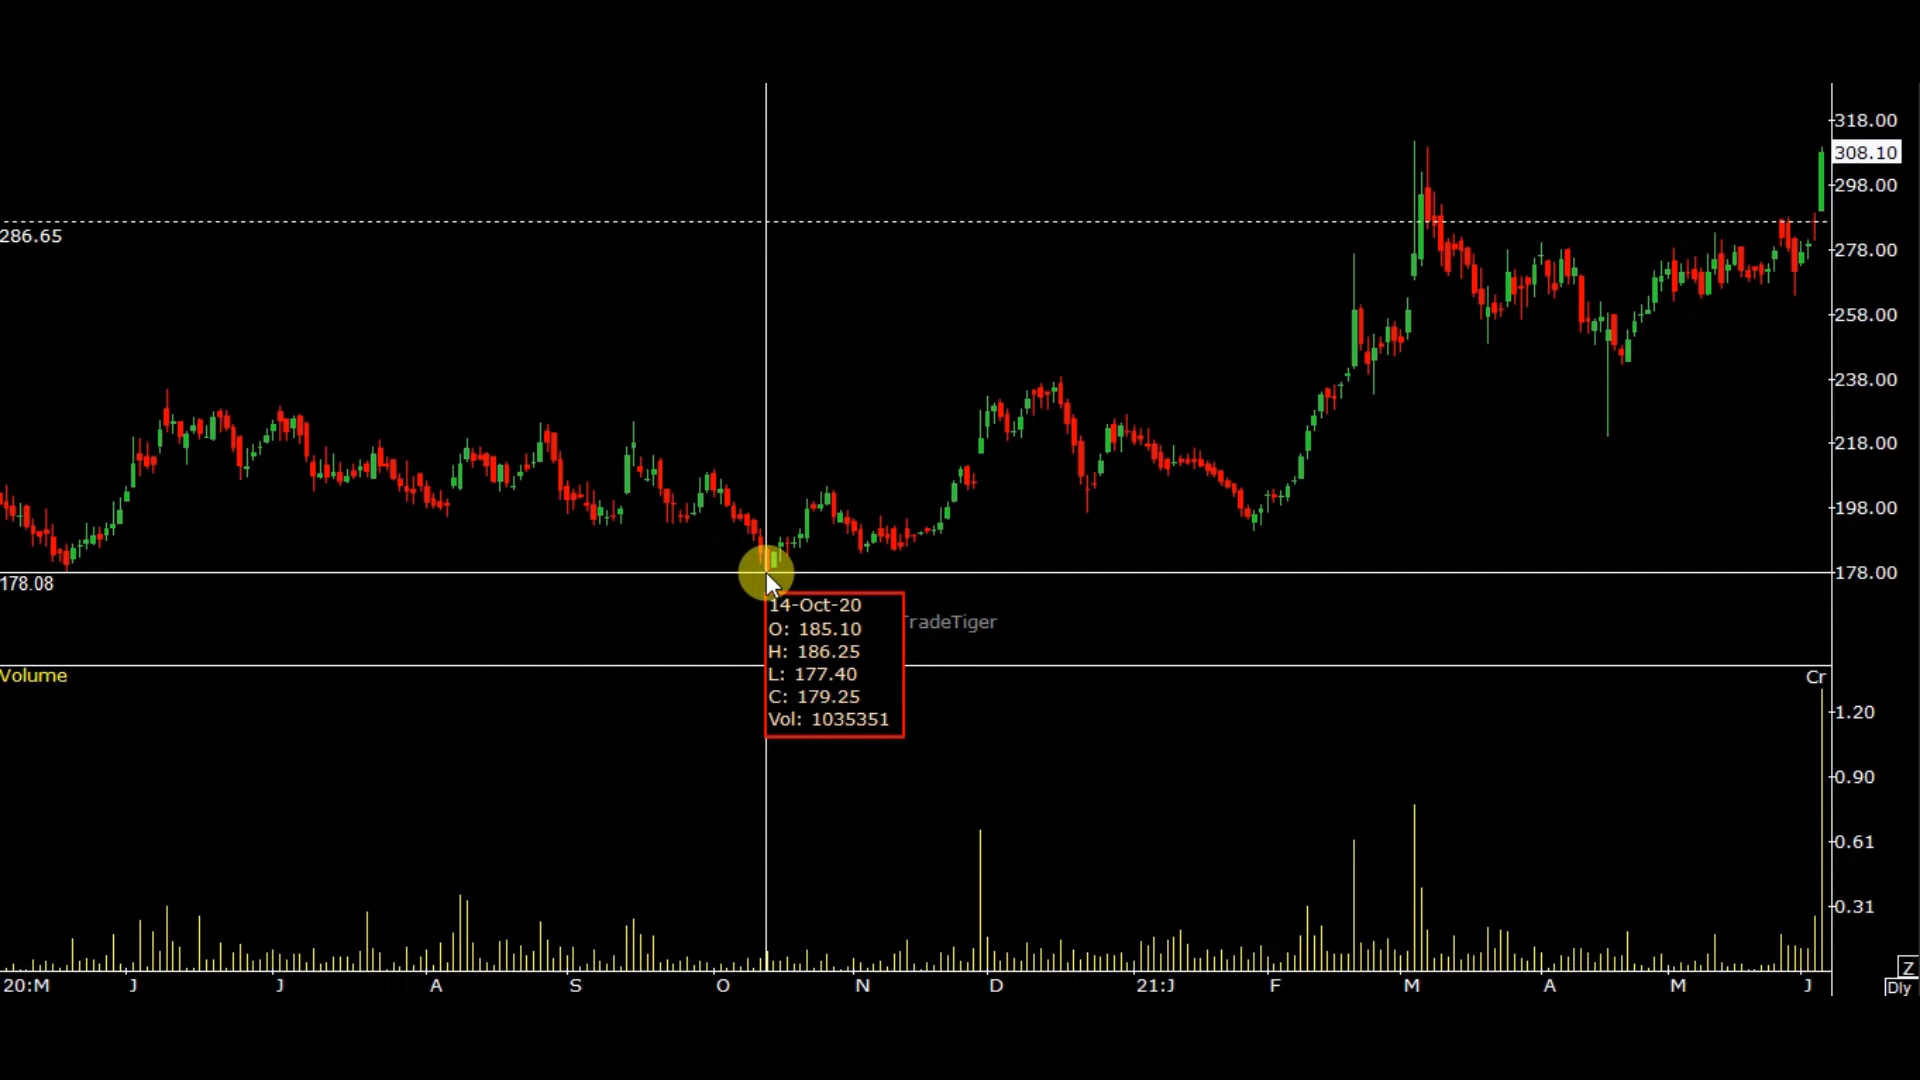 318.00
308.10
298.00
286.65
278.00
258.00
238.00
218.00
198.00
178.00
178.08
14-Oct-20
O: 185.10
H: 186.25
L: 177.40
C: 179.25
Vol: 1035351
TradeTiger
Volume
Cr
1.20
0.90
0.61
0.31
20:M J J A S O N D 21:J F M A M J
Z
Dly